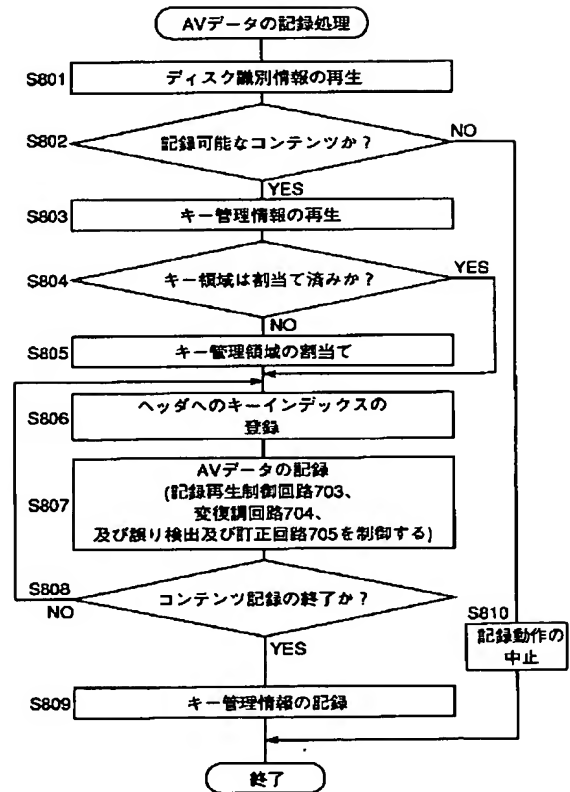 AVデータの記録処理
S801
ディスク識別情報の再生
S802
記録可能なコンテンツか？
NO
YES
S803
キー管理情報の再生
S804
キー領域は割当て済みか？
YES
NO
S805
キー管理領域の割当て
S806
ヘッダへのキーインデックスの
登録
S807
AVデータの記録
(記録再生制御回路703、
変復調回路704、
及び誤り検出及び訂正回路705を制御する)
S808
コンテンツ記録の終了か？
NO
YES
S810
記録動作の
中止
S809
キー管理情報の記録
終了